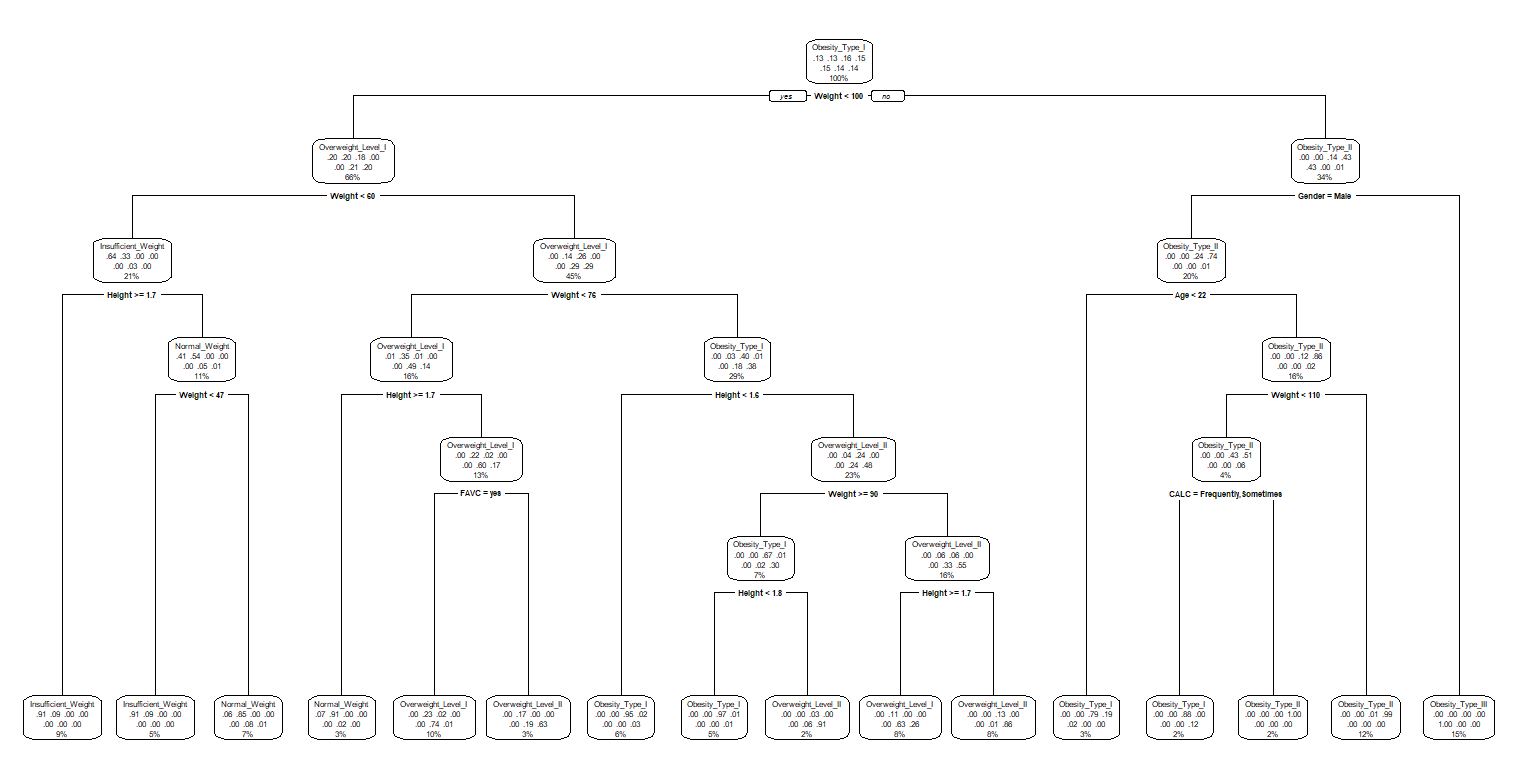 Obesity_Type_I
.13 .13 .16 .15
.15 .14 .14
100%
yes Weight < 100 no
Overweight_Level_I
.20 .20 .18 .00
.00 .21 .20
66%
Obesity_Type_II
.00 .00 .14 .43
.43 .00 .01
34%
Weight < 60
Gender = Male
Insufficient_Weight
.64 .33 .00 .00
.00 .03 .00
21%
Overweight_Level_I
.00 .14 .26 .00
.00 .29 .29
45%
Obesity_Type_II
.00 .00 .24 .74
.00 .00 .01
20%
Height >= 1.7
Weight < 76
Age < 22
Normal_Weight
.41 .54 .00 .00
.00 .05 .01
11%
Overweight_Level_I
.01 .35 .01 .00
.00 .49 .14
16%
Obesity_Type_I
.00 .03 .40 .01
.00 .18 .38
29%
Obesity_Type_II
.00 .00 .12 .86
.00 .00 .02
16%
Weight < 47
Height >= 1.7
Height < 1.6
Weight < 110
Overweight_Level_I
.00 .22 .02 .00
.00 .60 .17
13%
Overweight_Level_II
.00 .04 .24 .00
.00 .24 .48
23%
Obesity_Type_II
.00 .00 .43 .51
.00 .00 .06
4%
FAVC = yes
Weight >= 90
CALC = Frequently,Sometimes
Obesity_Type_I
.00 .00 .67 .01
.00 .02 .30
7%
Overweight_Level_II
.00 .06 .06 .00
.00 .33 .55
16%
Height < 1.8
Height >= 1.7
Insufficient_Weight
.91 .09 .00 .00
.00 .00 .00
9%
Insufficient_Weight
.91 .09 .00 .00
.00 .00 .00
5%
Normal_Weight
.06 .85 .00 .00
.00 .08 .01
7%
Normal_Weight
.07 .91 .00 .00
.00 .02 .00
3%
Overweight_Level_I
.00 .23 .02 .00
.00 .74 .01
10%
Overweight_Level_II
.00 .17 .00 .00
.00 .19 .63
3%
Obesity_Type_I
.00 .00 .95 .02
.00 .00 .03
6%
Obesity_Type_I
.00 .00 .97 .01
.00 .00 .01
5%
Overweight_Level_II
.00 .00 .03 .00
.00 .06 .91
2%
Overweight_Level_I
.00 .11 .00 .00
.00 .63 .26
8%
Overweight_Level_II
.00 .00 .13 .00
.00 .01 .86
8%
Obesity_Type_I
.00 .00 .79 .19
.02 .00 .00
3%
Obesity_Type_I
.00 .00 .88 .00
.00 .00 .12
2%
Obesity_Type_II
.00 .00 .00 1.00
.00 .00 .00
2%
Obesity_Type_II
.00 .00 .01 .99
.00 .00 .00
12%
Obesity_Type_III
.00 .00 .00 .00
1.00 .00 .00
15%